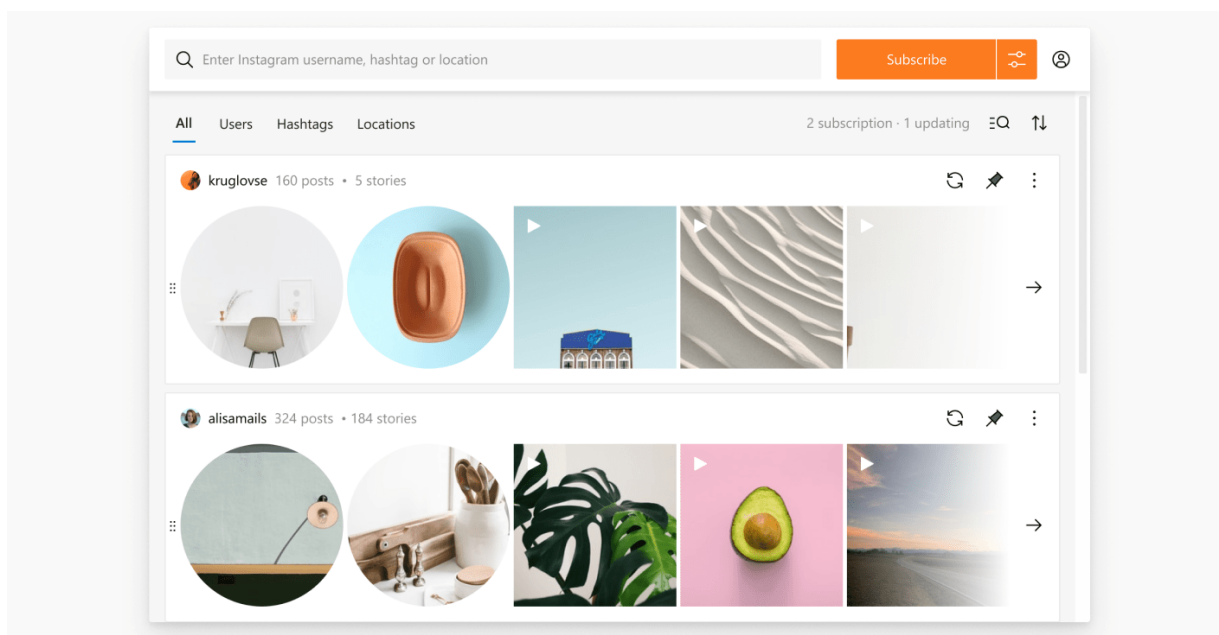 Enter Instagram username, hashtag or location
Subscribe
All Users Hashtags Locations
2 subscription · 1 updating
kruglovse 160 posts • 5 stories
alisamails 324 posts • 184 stories